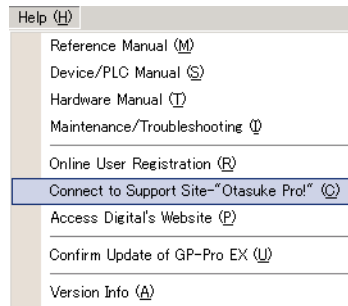 Help (H)
Reference Manual (M)
Device/PLC Manual (S)
Hardware Manual (T)
Maintenance/Troubleshooting (I)
Online User Registration (R)
Connect to Support Site-"Otasuke Pro!" (C)
Access Digital's Website (P)
Confirm Update of GP-Pro EX (U)
Version Info (A)